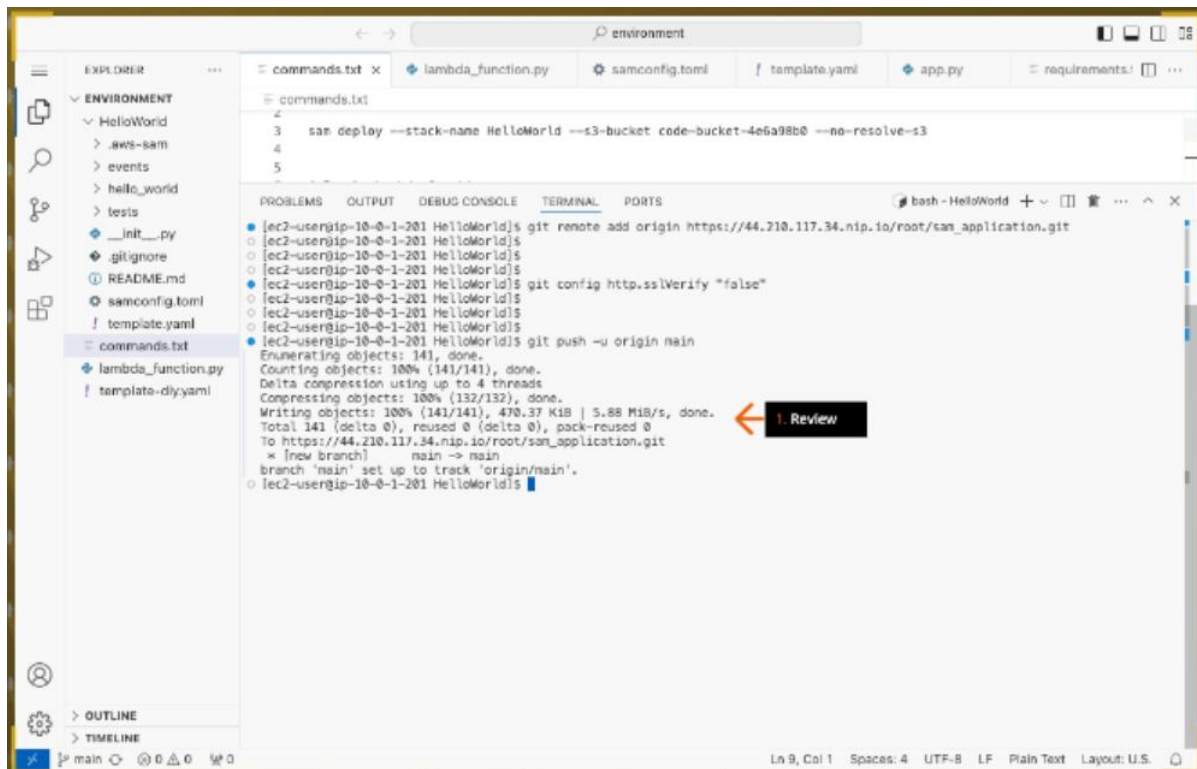 environment
EXPLORER
commands.txt
lambda_function.py
samconfig.toml
template.yaml
app.py
ENVIRONMENT
HelloWorld
.aws-sam
events
hello_world
tests
__init__.py
.gitignore
README.md
samconfig.toml
template.yaml
commands.txt
lambda_function.py
template-diy.yaml
OUTLINE
TIMELINE
commands.txt
2
3 sam deploy --stack-name HelloWorld --s3-bucket code-bucket-4e6a98b0 --no-resolve-s3
4
5
PROBLEMS OUTPUT DEBUG CONSOLE TERMINAL PORTS bash - HelloWorld
[ec2-user@ip-10-0-1-201 HelloWorld]$ git remote add origin https://44.210.117.34.nip.io/root/sam_application.git
[ec2-user@ip-10-0-1-201 HelloWorld]$
[ec2-user@ip-10-0-1-201 HelloWorld]$
[ec2-user@ip-10-0-1-201 HelloWorld]$
[ec2-user@ip-10-0-1-201 HelloWorld]$ git config http.sslVerify "false"
[ec2-user@ip-10-0-1-201 HelloWorld]$
[ec2-user@ip-10-0-1-201 HelloWorld]$
[ec2-user@ip-10-0-1-201 HelloWorld]$
[ec2-user@ip-10-0-1-201 HelloWorld]$ git push -u origin main
Enumerating objects: 141, done.
Counting objects: 100% (141/141), done.
Delta compression using up to 4 threads
Compressing objects: 100% (132/132), done.
Writing objects: 100% (141/141), 470.37 KiB | 5.88 MiB/s, done.
Total 141 (delta 0), reused 0 (delta 0), pack-reused 0
To https://44.210.117.34.nip.io/root/sam_application.git
* [new branch] main -> main
branch 'main' set up to track 'origin/main'.
[ec2-user@ip-10-0-1-201 HelloWorld]$
1. Review
main 0 0 0 Ln 9, Col 1 Spaces: 4 UTF-8 LF Plain Text Layout: U.S.